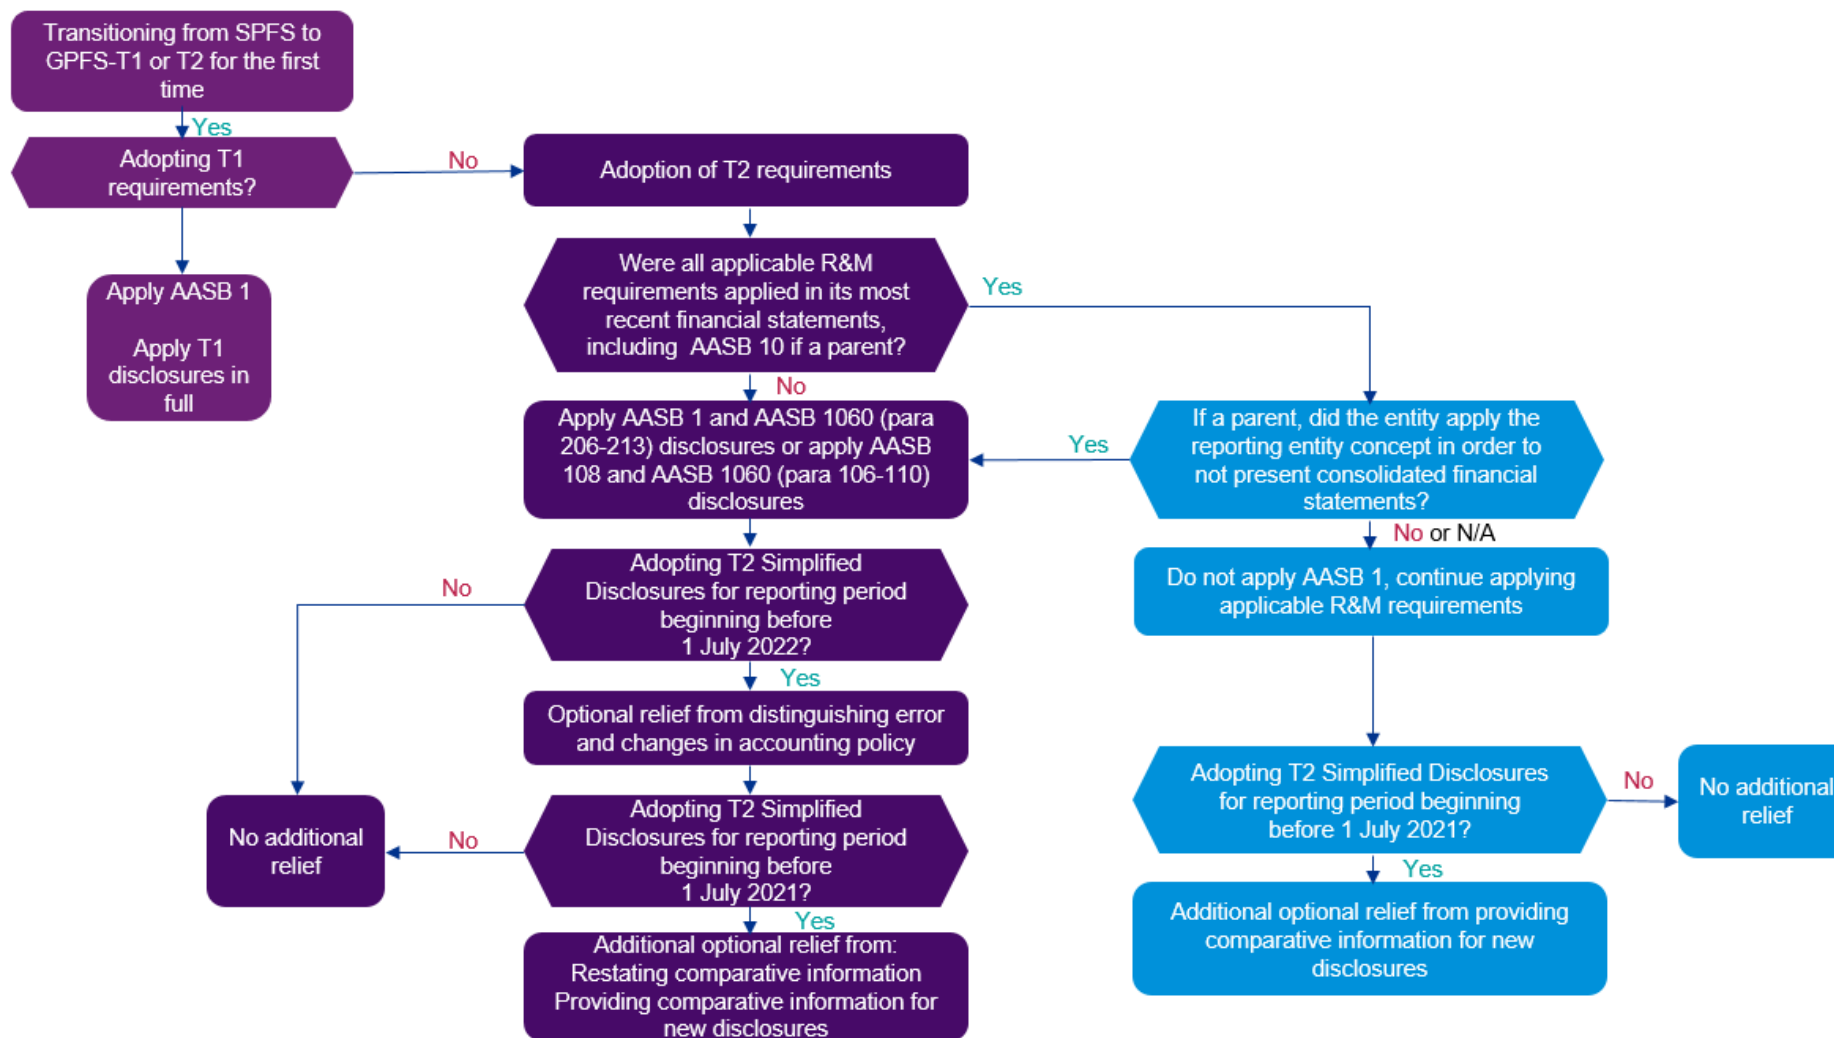 Transitioning from SPFS to
GPFS-T1 or T2 for the first
time
Yes
Adopting T1
requirements?
No
Apply AASB 1
Apply T1
disclosures in
full
Adoption of T2 requirements
Were all applicable R&M
requirements applied in its most
recent financial statements,
including AASB 10 if a parent?
Yes
No
Apply AASB 1 and AASB 1060 (para
206-213) disclosures or apply AASB
108 and AASB 1060 (para 106-110)
disclosures
Yes
If a parent, did the entity apply the
reporting entity concept in order to
not present consolidated financial
statements?
No or N/A
Do not apply AASB 1, continue applying
applicable R&M requirements
Adopting T2 Simplified
Disclosures for reporting period
beginning before
1 July 2022?
No
Yes
Optional relief from distinguishing error
and changes in accounting policy
Adopting T2 Simplified
Disclosures for reporting period
beginning before
1 July 2021?
No
No additional
relief
Yes
Additional optional relief from:
Restating comparative information
Providing comparative information for
new disclosures
Adopting T2 Simplified Disclosures
for reporting period beginning
before 1 July 2021?
No
No additional
relief
Yes
Additional optional relief from providing
comparative information for new
disclosures